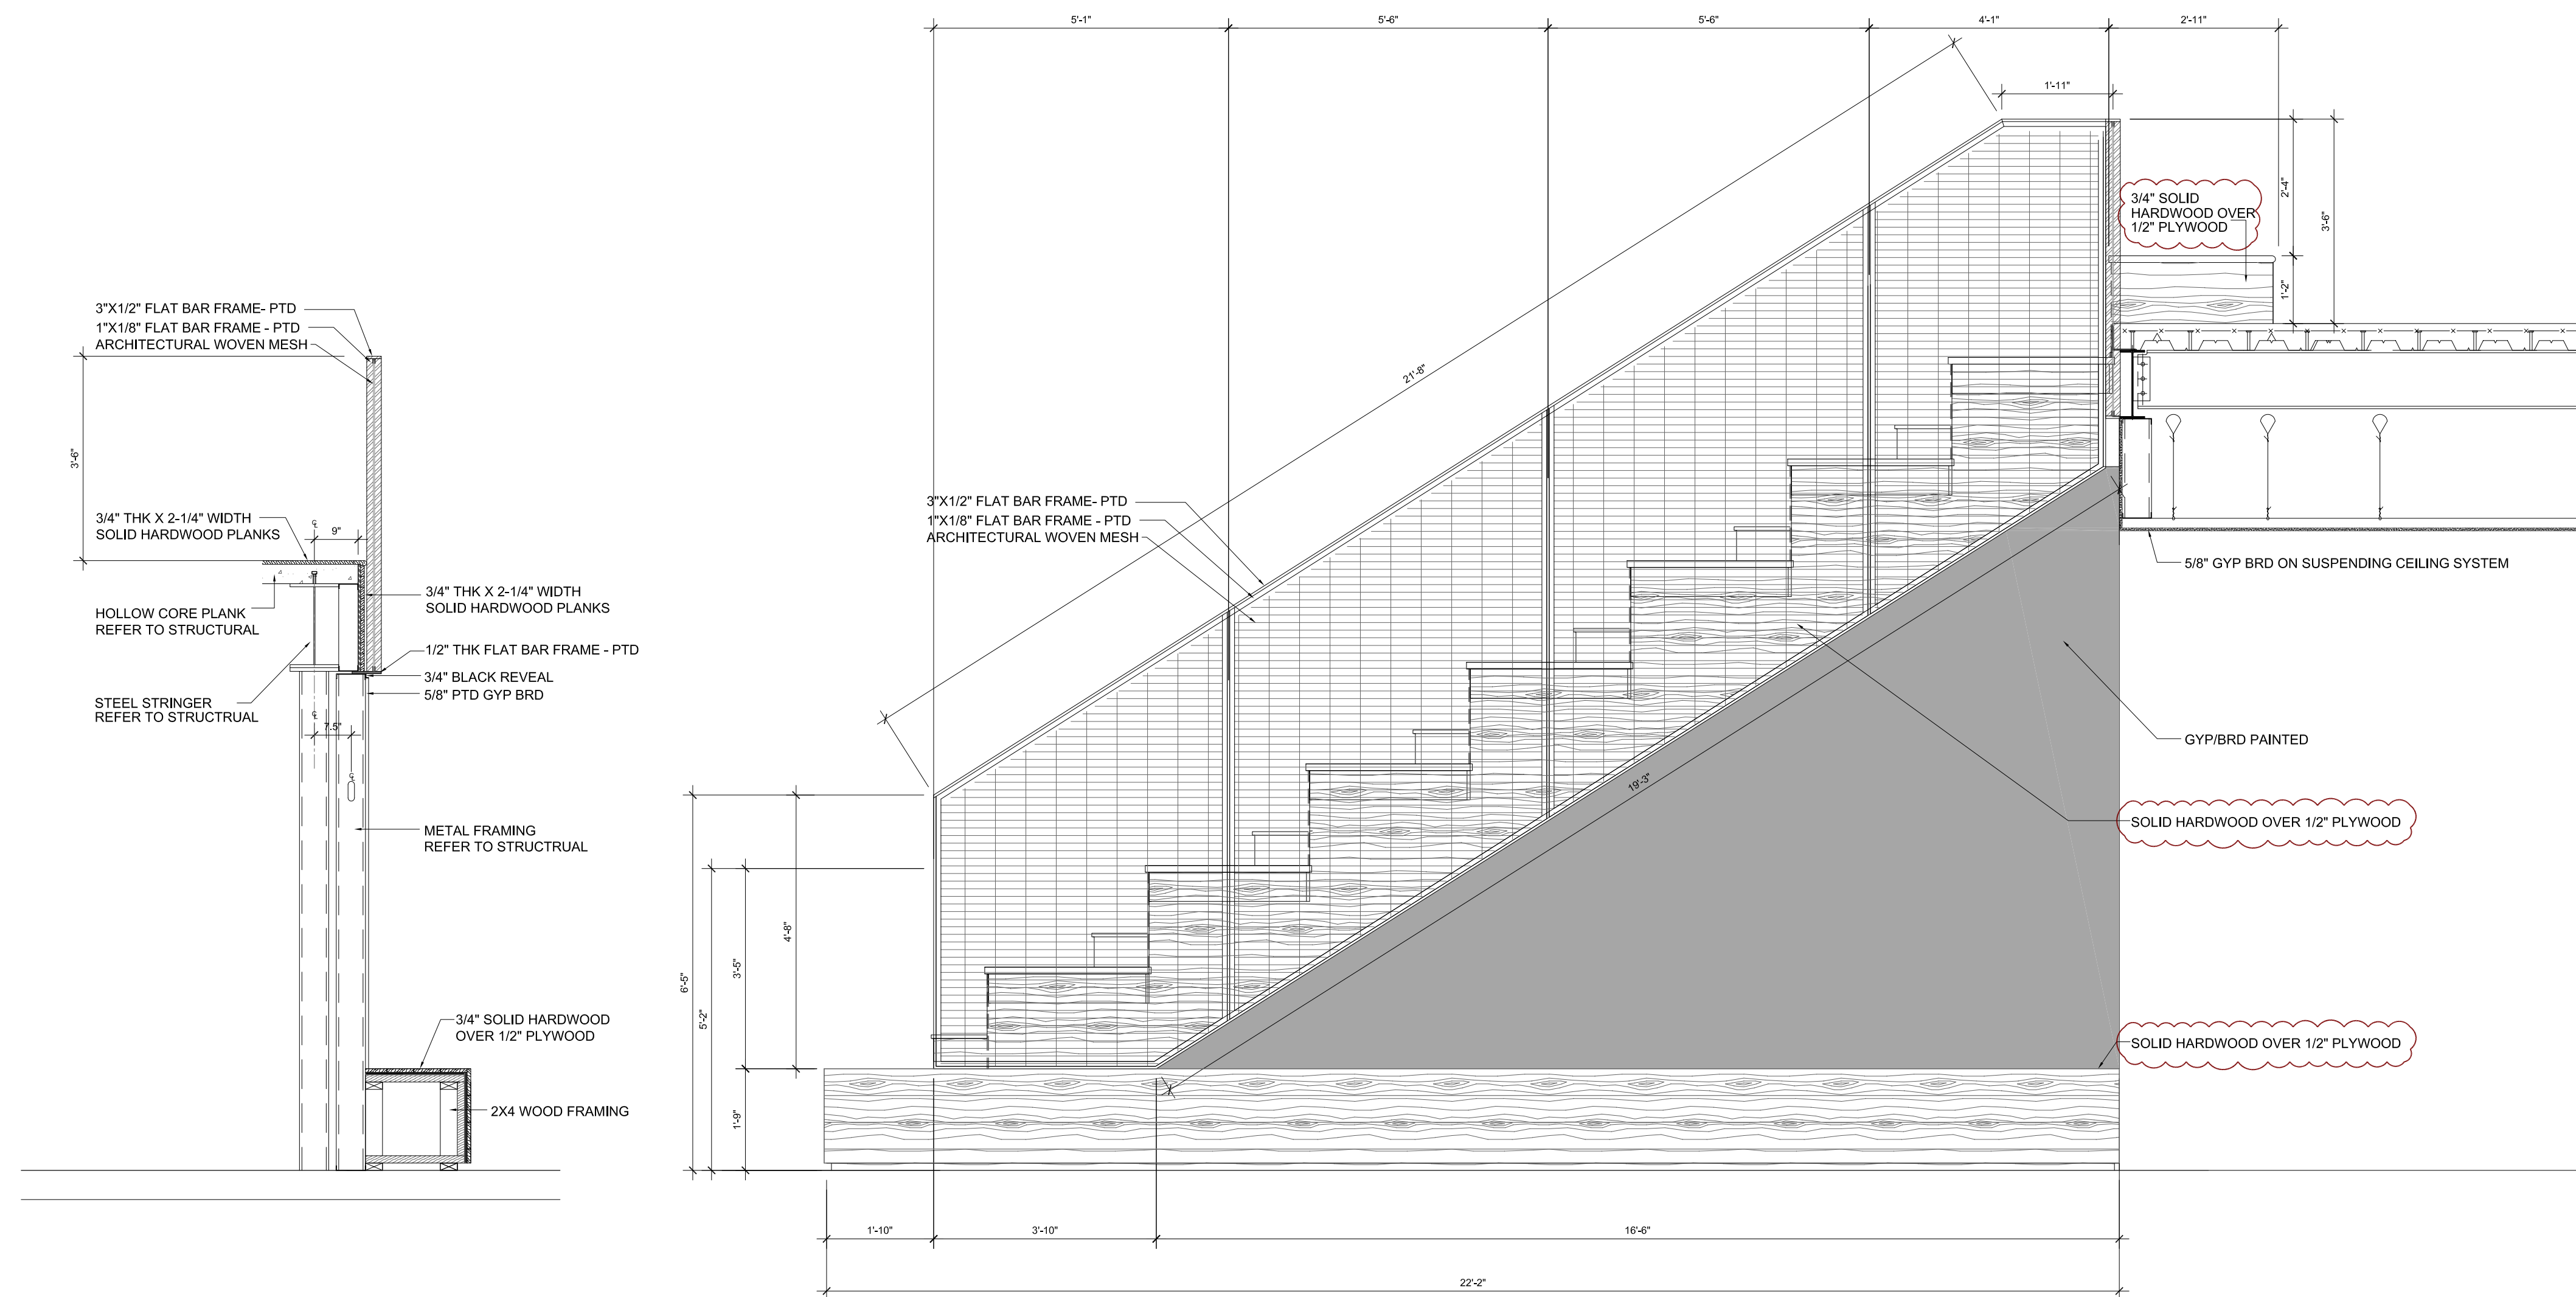 5'-1"
5'-6"
5'-6"
4'-1"
2'-11"
1'-11"
21'-8"
3/4" SOLID
HARDWOOD OVER
1/2" PLYWOOD
2'-4"
3'-6"
1'-2"
3"X1/2" FLAT BAR FRAME- PTD
1"X1/8" FLAT BAR FRAME - PTD
ARCHITECTURAL WOVEN MESH
3'-6"
3/4" THK X 2-1/4" WIDTH
SOLID HARDWOOD PLANKS
9"
HOLLOW CORE PLANK
REFER TO STRUCTURAL
3/4" THK X 2-1/4" WIDTH
SOLID HARDWOOD PLANKS
1/2" THK FLAT BAR FRAME - PTD
3/4" BLACK REVEAL
5/8" PTD GYP BRD
STEEL STRINGER
REFER TO STRUCTRUAL
7.5"
METAL FRAMING
REFER TO STRUCTRUAL
3/4" SOLID HARDWOOD
OVER 1/2" PLYWOOD
2X4 WOOD FRAMING
3"X1/2" FLAT BAR FRAME- PTD
1"X1/8" FLAT BAR FRAME - PTD
ARCHITECTURAL WOVEN MESH
5/8" GYP BRD ON SUSPENDING CEILING SYSTEM
GYP/BRD PAINTED
19'-3"
SOLID HARDWOOD OVER 1/2" PLYWOOD
SOLID HARDWOOD OVER 1/2" PLYWOOD
6'-5"
5'-2"
3'-5"
4'-8"
1'-9"
1'-10"
3'-10"
16'-6"
22'-2"